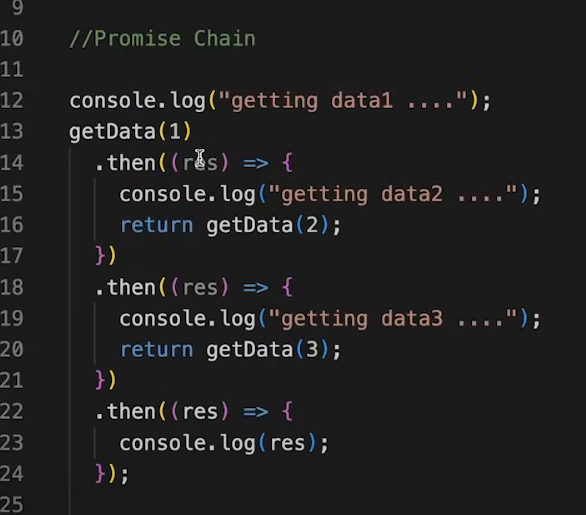 9
10 //Promise Chain
11
12 console.log("getting data1 ....");
13 getData(1)
14 .then((res) => {
15 console.log("getting data2 ....");
16 return getData(2);
17 })
18 .then((res) => {
19 console.log("getting data3 ....");
20 return getData(3);
21 })
22 .then((res) => {
23 console.log(res);
24 });
25